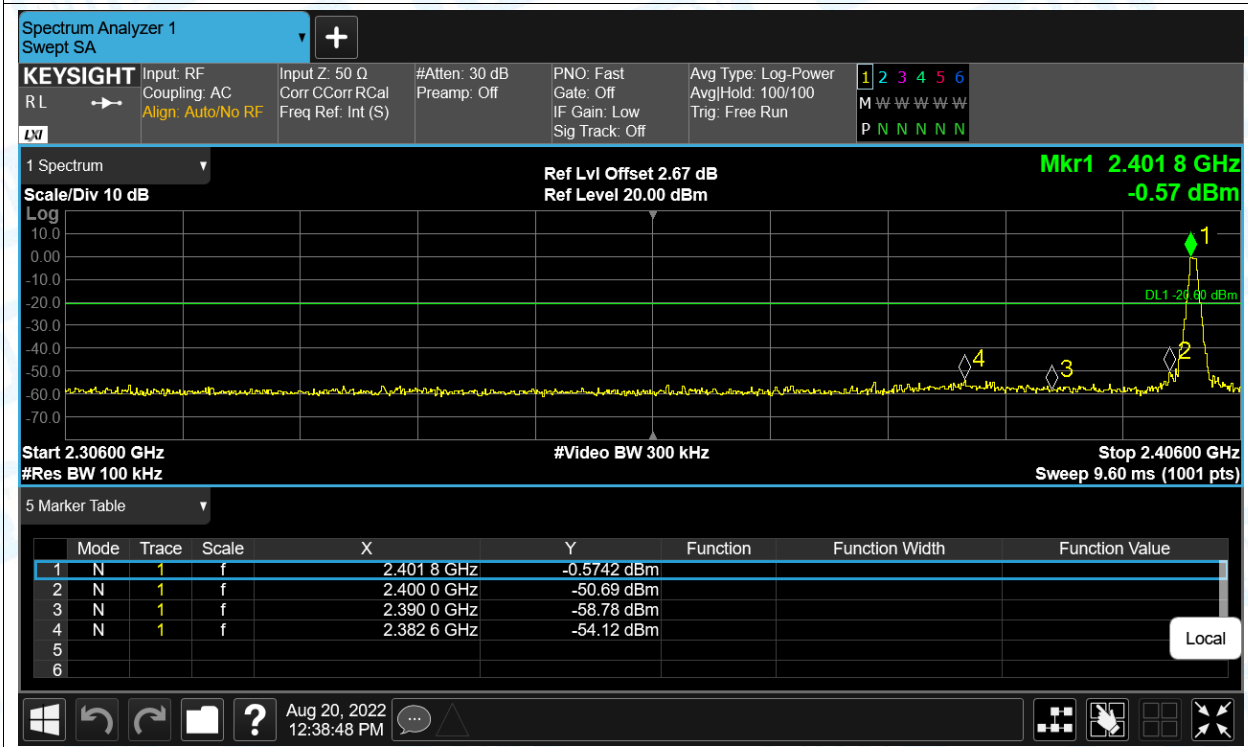 Spectrum Analyzer 1
Swept SA
KEYSIGHT Input: RF Input Z: 50 Ω #Atten: 30 dB PNO: Fast Avg Type: Log-Power 1 2 3 4 5 6
R L Coupling: AC Corr CCorr RCal Preamp: Off Gate: Off Avg|Hold: 100/100 M W W W W W
Align: Auto/No RF Freq Ref: Int (S) IF Gain: Low Trig: Free Run
LXI Sig Track: Off P N N N N N
1 Spectrum Ref Lvl Offset 2.67 dB Mkr1 2.401 8 GHz
Scale/Div 10 dB Ref Level 20.00 dBm -0.57 dBm
Log
10.0 1
0.00
-10.0
-20.0 DL1 -20.60 dBm
-30.0
-40.0 4 3 2
-50.0
-60.0
-70.0
Start 2.30600 GHz #Video BW 300 kHz Stop 2.40600 GHz
#Res BW 100 kHz Sweep 9.60 ms (1001 pts)
5 Marker Table
Mode Trace Scale X Y Function Function Width Function Value
1 N 1 f 2.401 8 GHz -0.5742 dBm
2 N 1 f 2.400 0 GHz -50.69 dBm
3 N 1 f 2.390 0 GHz -58.78 dBm
4 N 1 f 2.382 6 GHz -54.12 dBm
5
6
Local
? Aug 20, 2022
12:38:48 PM